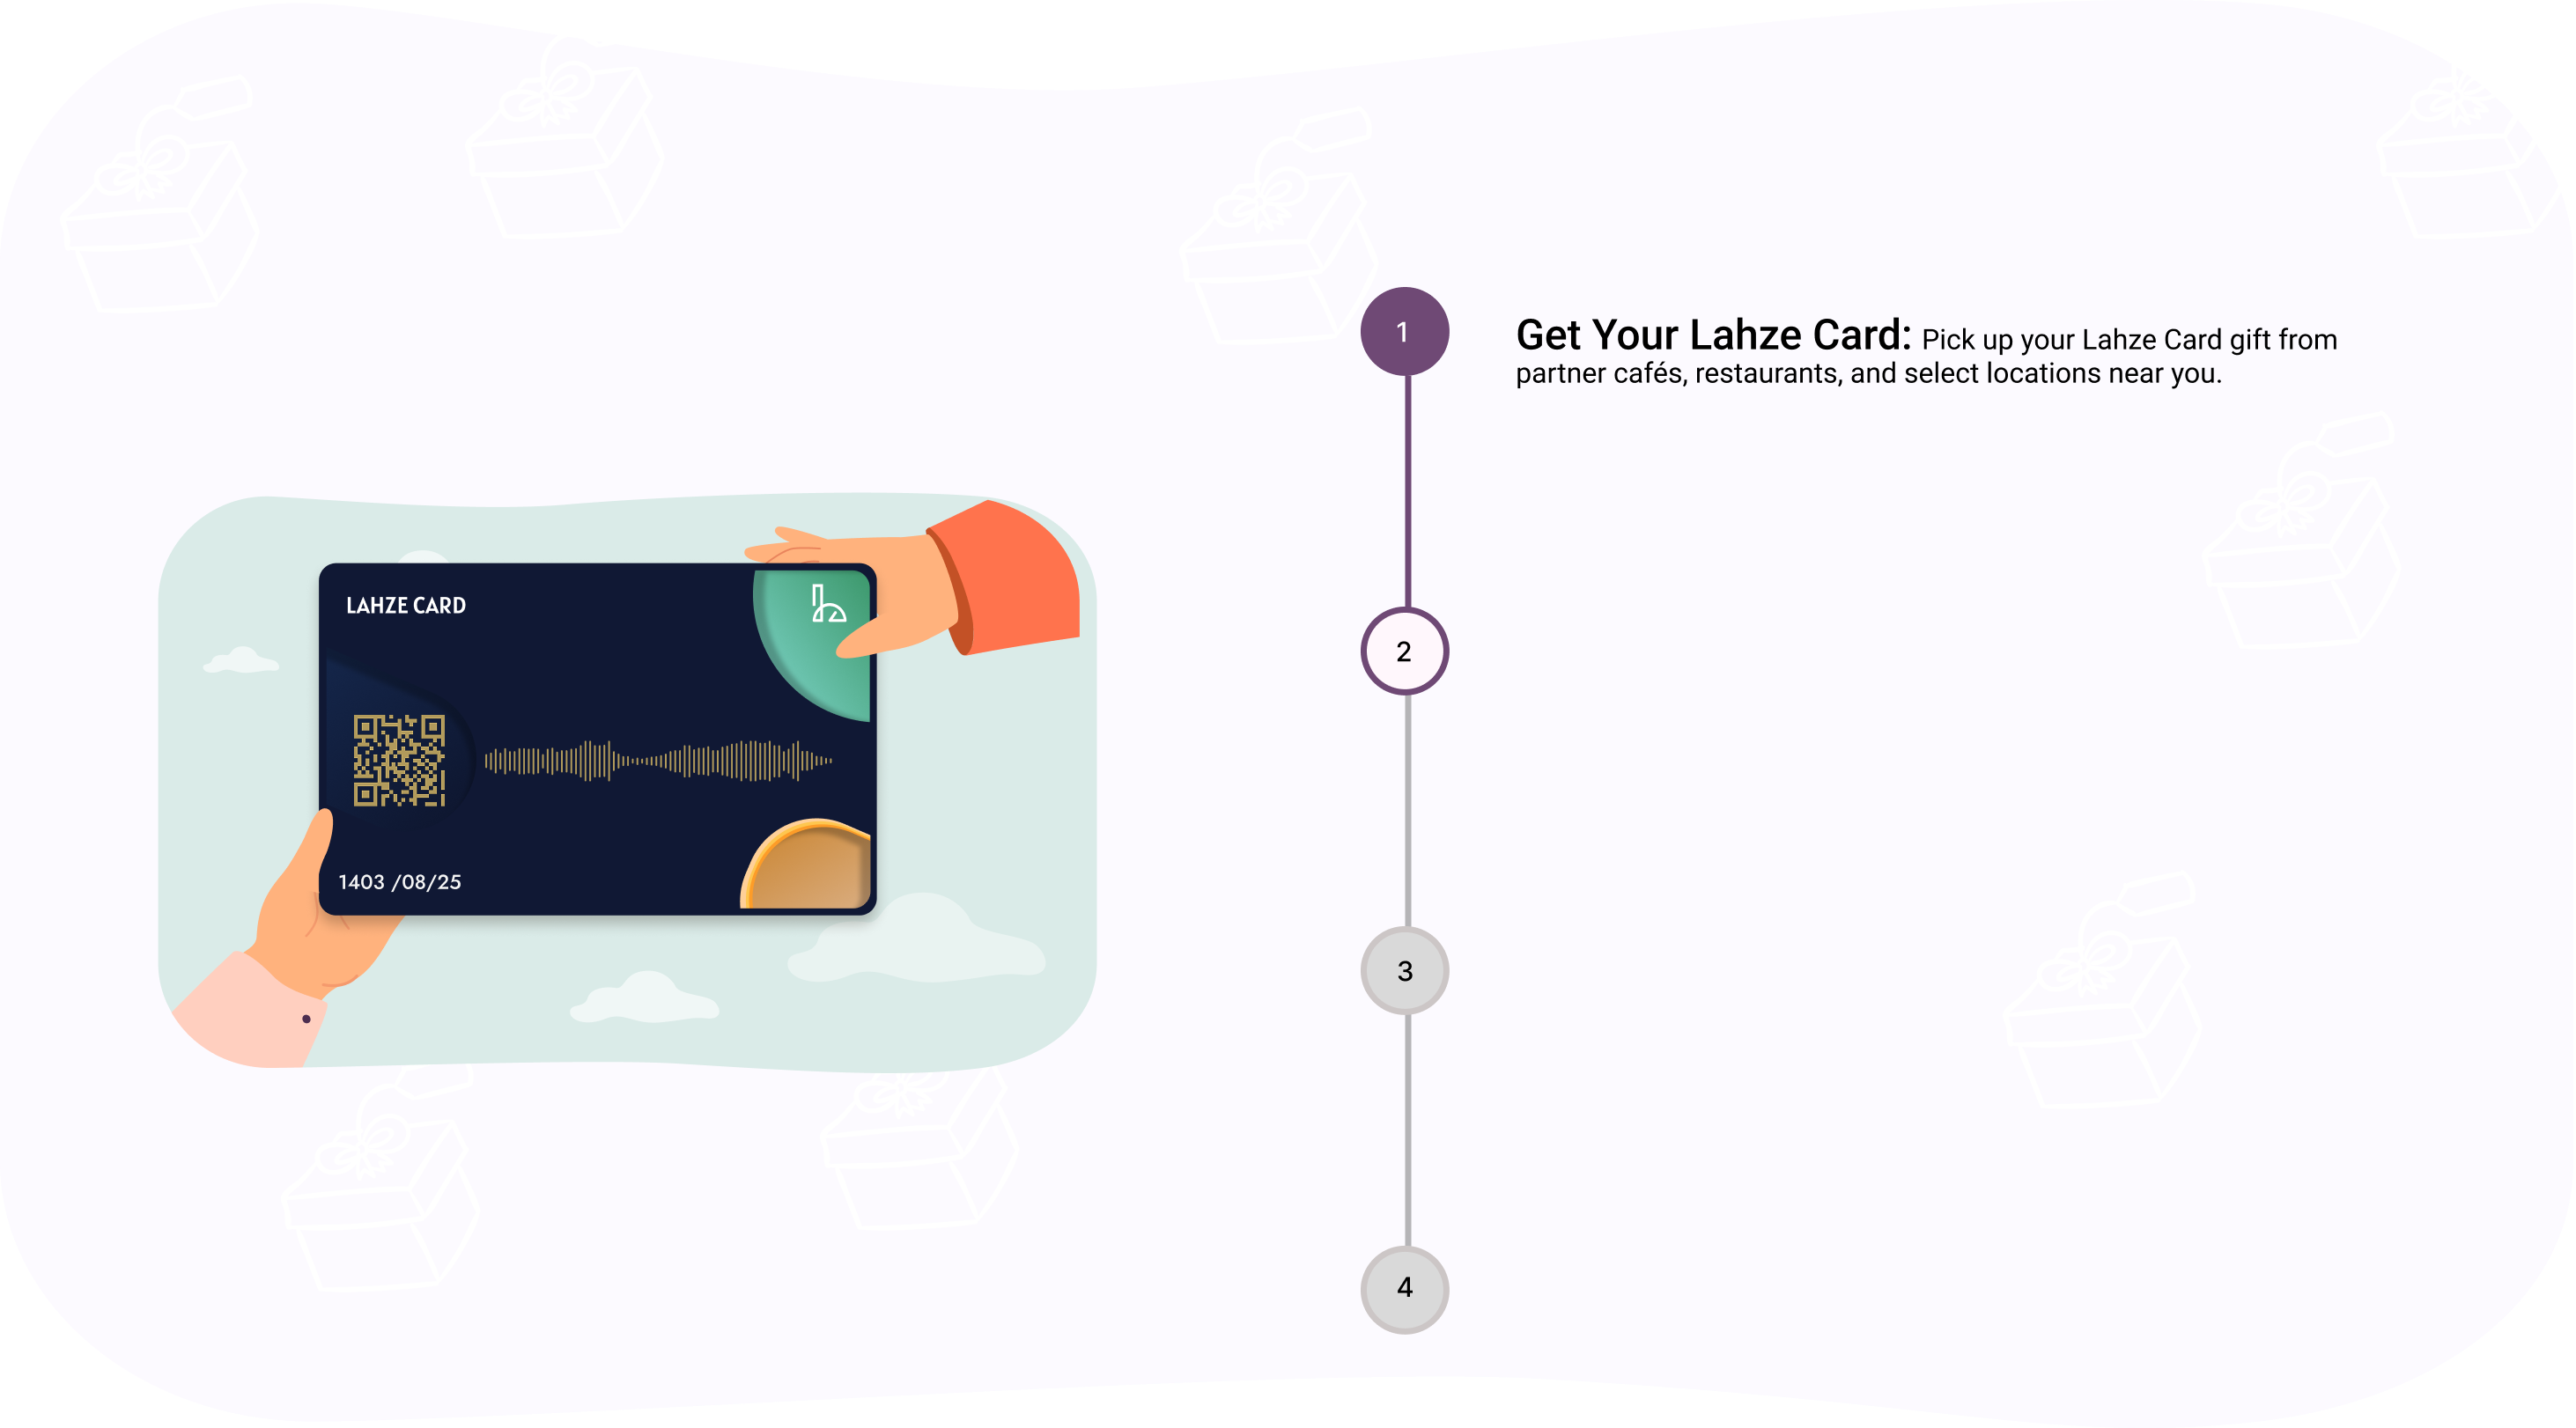 LAHZE CARD
1403 /08/25
1
Get Your Lahze Card: Pick up your Lahze Card gift from
partner cafés, restaurants, and select locations near you.
2
3
4